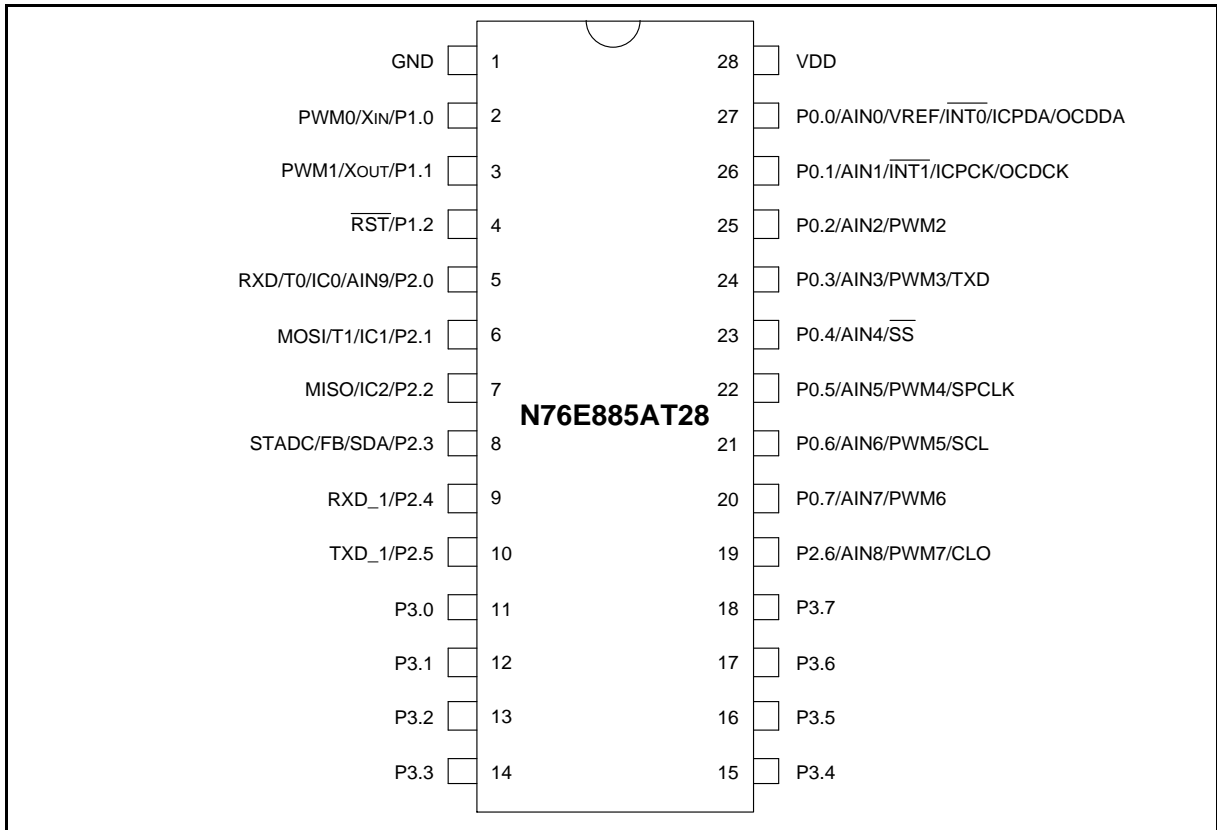 GND 1 28 VDD
PWM0/XIN/P1.0 2 27 P0.0/AIN0/VREF/I̅N̅T̅0̅/ICPDA/OCDDA
PWM1/XOUT/P1.1 3 26 P0.1/AIN1/I̅N̅T̅1̅/ICPCK/OCDCK
R̅S̅T̅/P1.2 4 25 P0.2/AIN2/PWM2
RXD/T0/IC0/AIN9/P2.0 5 24 P0.3/AIN3/PWM3/TXD
MOSI/T1/IC1/P2.1 6 23 P0.4/AIN4/S̅S̅
MISO/IC2/P2.2 7 22 P0.5/AIN5/PWM4/SPCLK
N76E885AT28
STADC/FB/SDA/P2.3 8 21 P0.6/AIN6/PWM5/SCL
RXD_1/P2.4 9 20 P0.7/AIN7/PWM6
TXD_1/P2.5 10 19 P2.6/AIN8/PWM7/CLO
P3.0 11 18 P3.7
P3.1 12 17 P3.6
P3.2 13 16 P3.5
P3.3 14 15 P3.4